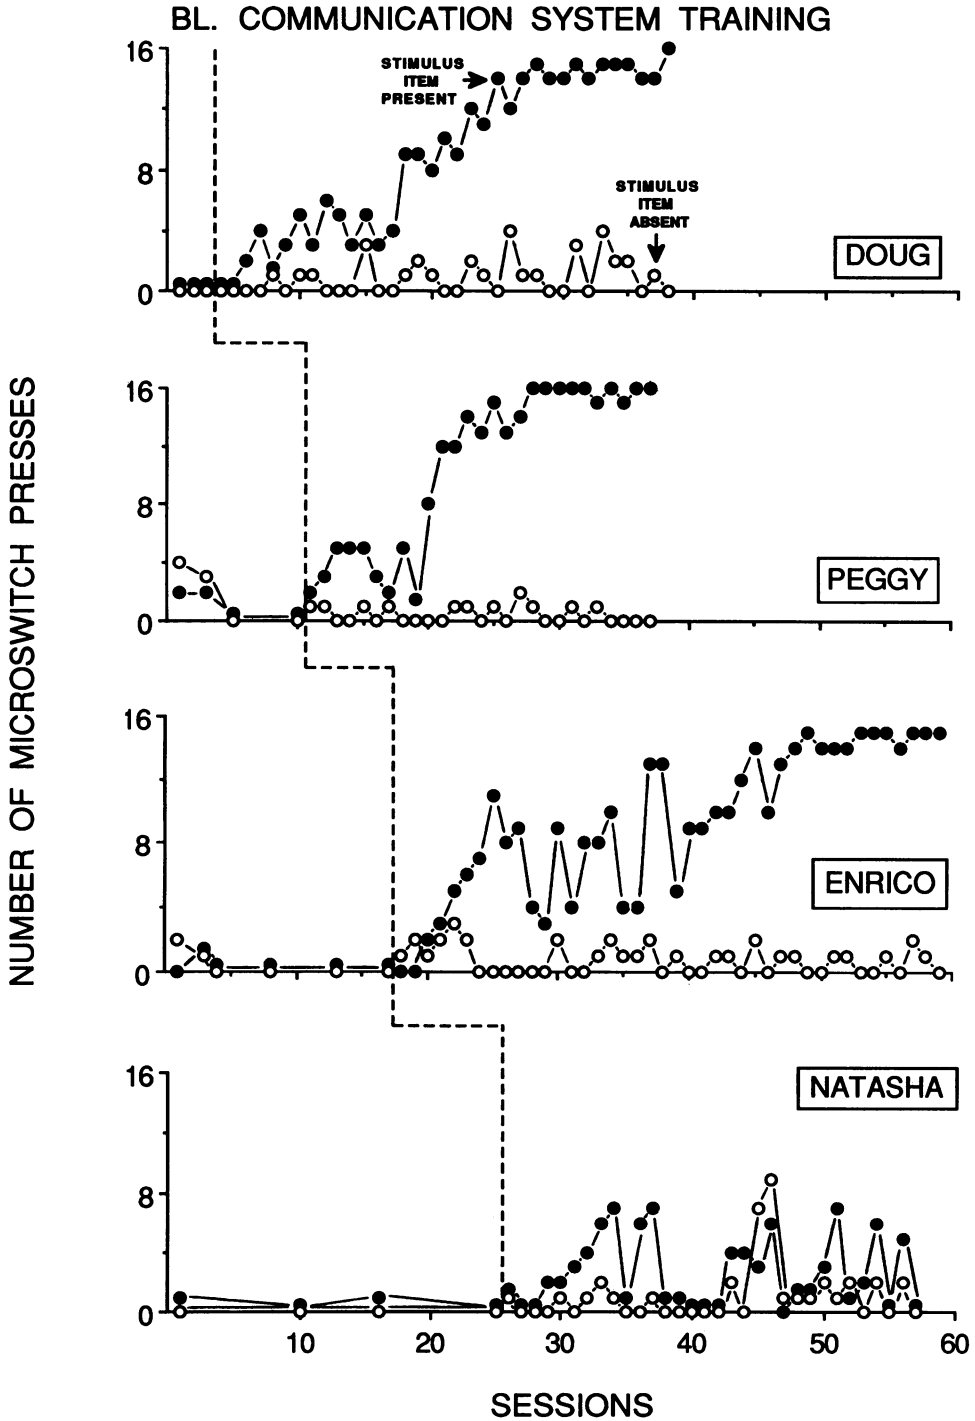 BL. COMMUNICATION SYSTEM TRAINING
16
STIMULUS
ITEM
PRESENT
8
STIMULUS
ITEM
ABSENT
DOUG
0
16
8
PEGGY
0
NUMBER OF MICROSWITCH PRESSES
16
8
ENRICO
0
16
NATASHA
8
0
10 20 30 40 50 60
SESSIONS